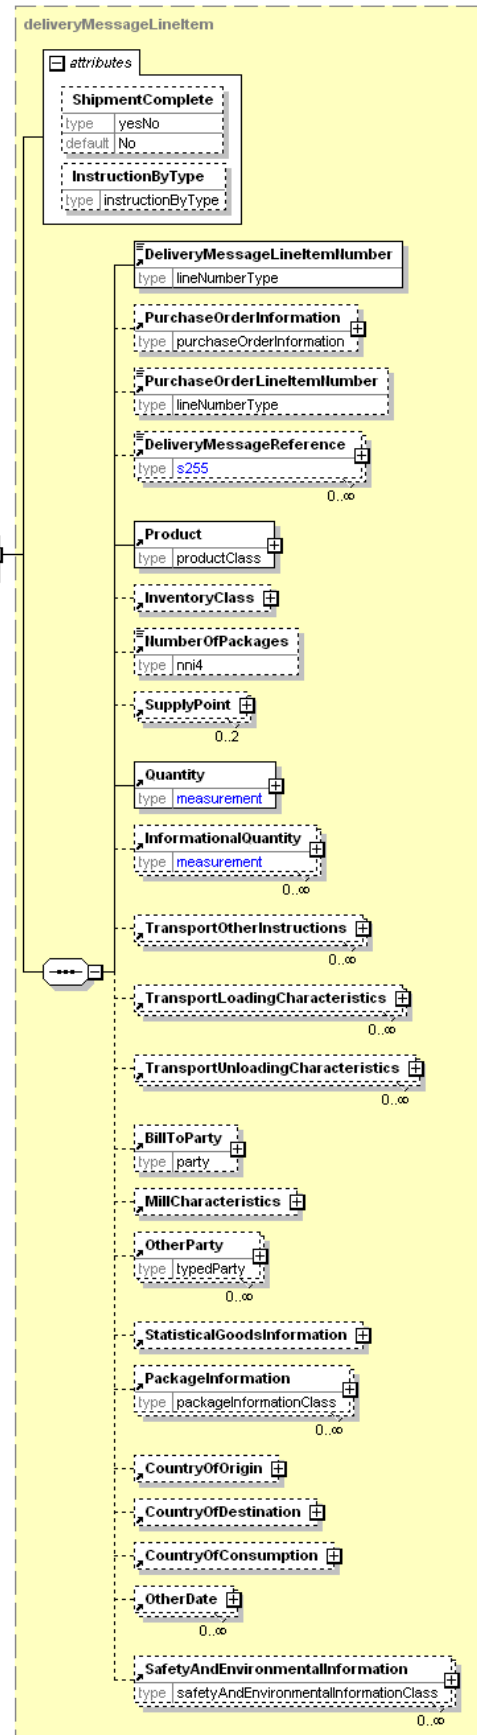 deliveryMessageLineItem
attributes
ShipmentComplete
type yesNo
default No
InstructionByType
type instructionByType
DeliveryMessageLineItemNumber
type lineNumberType
PurchaseOrderInformation
type purchaseOrderInformation
PurchaseOrderLineItemNumber
type lineNumberType
DeliveryMessageReference
type s255
0..∞
Product
type productClass
InventoryClass
NumberOfPackages
type nni4
SupplyPoint
0..2
Quantity
type measurement
InformationalQuantity
type measurement
0..∞
TransportOtherInstructions
0..∞
TransportLoadingCharacteristics
0..∞
TransportUnloadingCharacteristics
0..∞
BillToParty
type party
MillCharacteristics
OtherParty
type typedParty
0..∞
StatisticalGoodsInformation
PackageInformation
type packageInformationClass
0..∞
CountryOfOrigin
CountryOfDestination
CountryOfConsumption
OtherDate
0..∞
SafetyAndEnvironmentalInformation
type safetyAndEnvironmentalInformationClass
0..∞